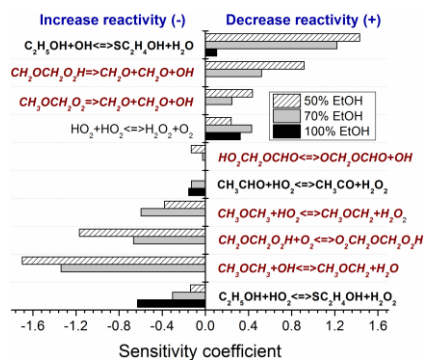 Increase reactivity (-) Decrease reactivity (+)
C₂H₅OH+OH<=>SC₂H₄OH+H₂O
CH₂OCH₂O₂H=>CH₂O+CH₂O+OH
CH₃OCH₂O₂=>CH₂O+CH₂O+OH
HO₂+HO₂<=>H₂O₂+O₂
50% EtOH
70% EtOH
100% EtOH
HO₂CH₂OCHO<=>OCH₂OCHO+OH
CH₃CHO+HO₂<=>CH₃CO+H₂O₂
CH₃OCH₃+HO₂<=>CH₃OCH₂+H₂O₂
CH₂OCH₂O₂H+O₂<=>O₂CH₂OCH₂O₂H
CH₃OCH₃+OH<=>CH₃OCH₂+H₂O
C₂H₅OH+HO₂<=>SC₂H₄OH+H₂O₂
-1.6 -1.2 -0.8 -0.4 0.0 0.4 0.8 1.2 1.6
Sensitivity coefficient